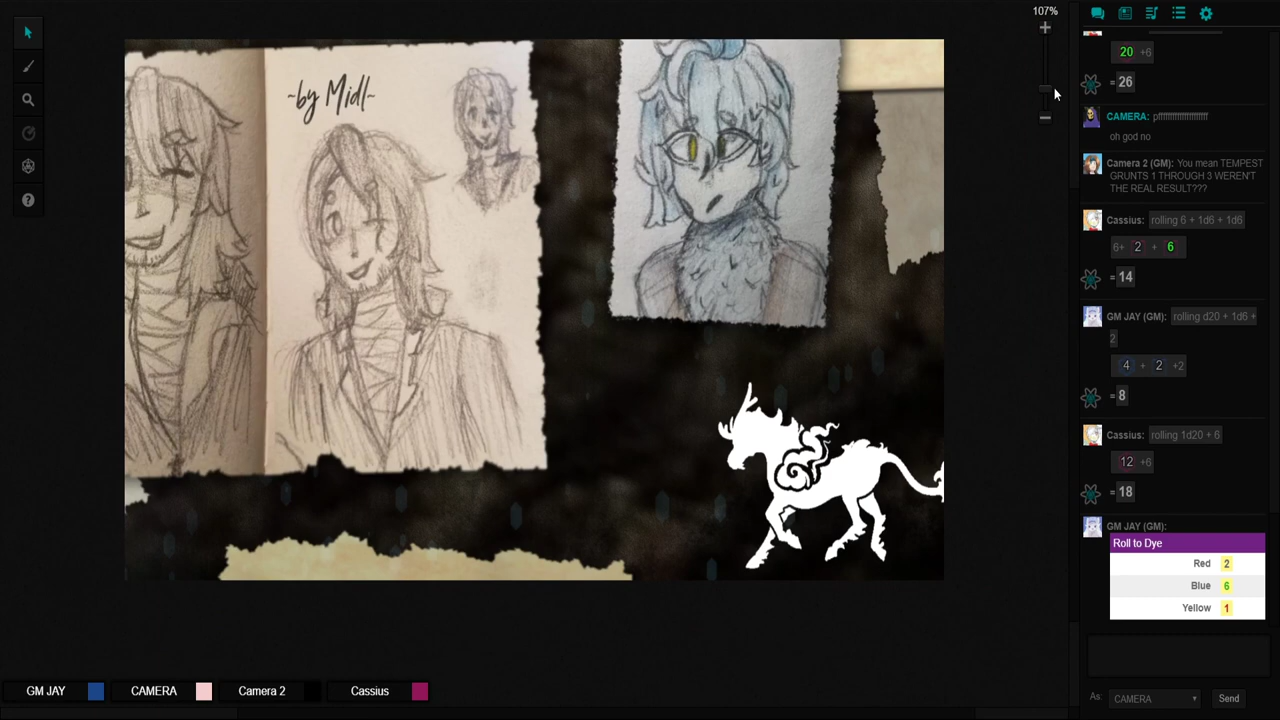 107%
20 +6
= 26
CAMERA: pffffffffffffffffffffff
oh god no
Camera 2 (GM): You mean TEMPEST
GRUNTS 1 THROUGH 3 WEREN'T
THE REAL RESULT???
Cassius: rolling 6 + 1d6 + 1d6
6+ 2 + 6
= 14
GM JAY (GM): rolling d20 + 1d6 +
2
4 + 2 +2
= 8
Cassius: rolling 1d20 + 6
12 +6
= 18
GM JAY (GM):
Roll to Dye
Red 2
Blue 6
Yellow 1
~by Midl~
GM JAY
CAMERA
Camera 2
Cassius
As: CAMERA
Send